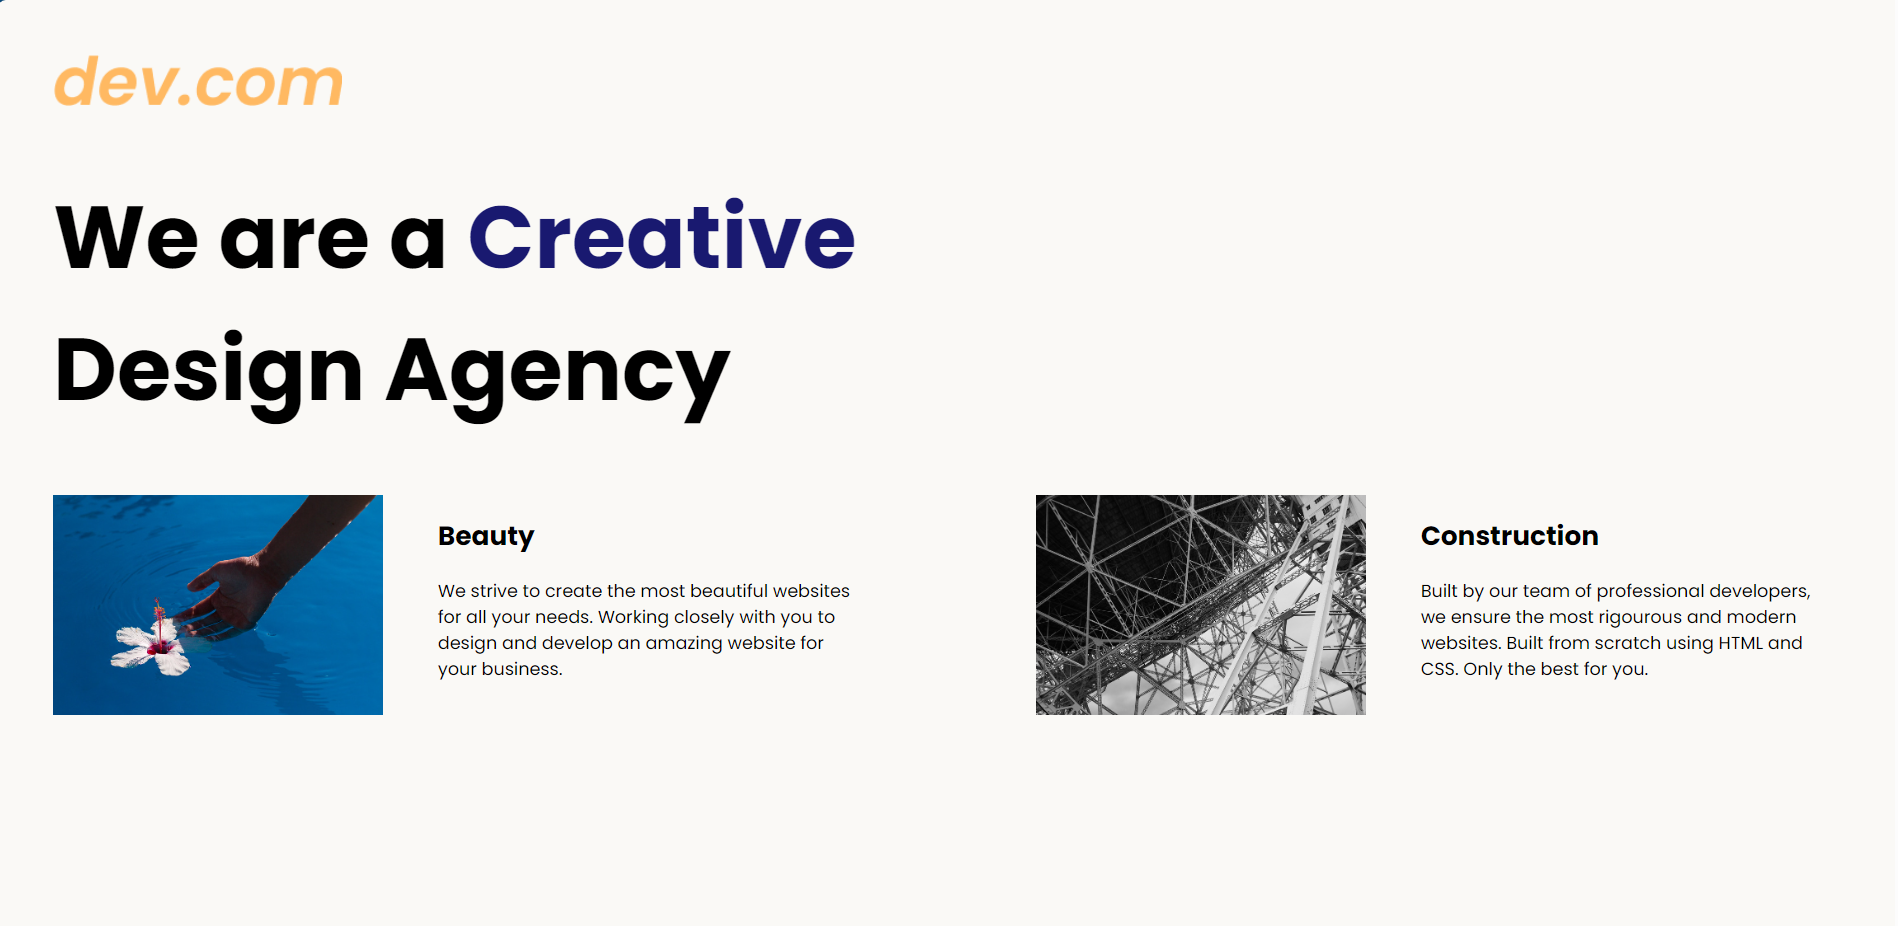 dev.com
We are a Creative
Design Agency
Beauty
We strive to create the most beautiful websites
for all your needs. Working closely with you to
design and develop an amazing website for
your business.
Construction
Built by our team of professional developers,
we ensure the most rigourous and modern
websites. Built from scratch using HTML and
CSS. Only the best for you.